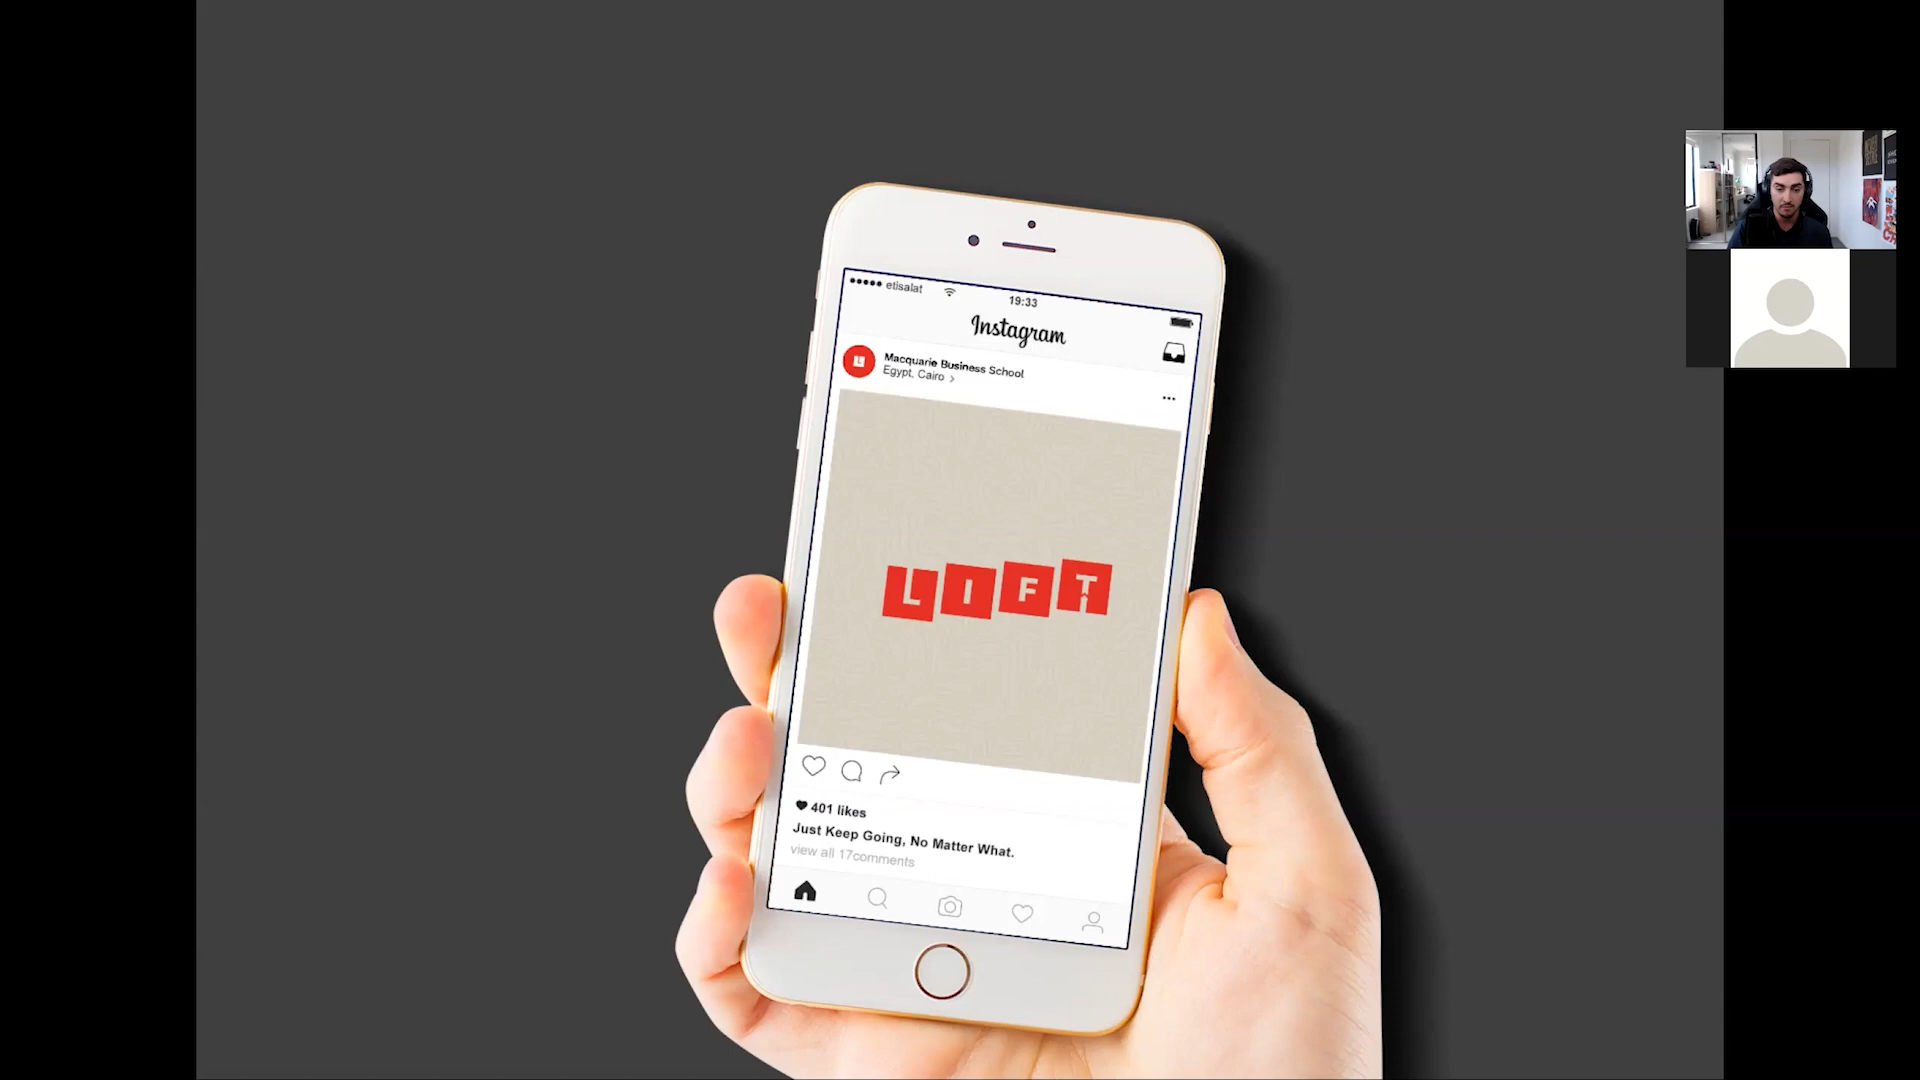 etisalat
19:33
Instagram
Macquarie Business School
Egypt, Cairo >
...
LIFT
401 likes
Just Keep Going, No Matter What.
view all 17comments